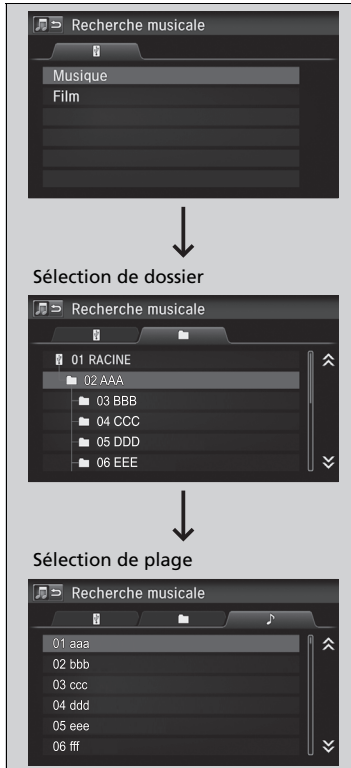 Recherche musicale
Musique
Film
Sélection de dossier
Recherche musicale
01 RACINE
02 AAA
03 BBB
04 CCC
05 DDD
06 EEE
Sélection de plage
Recherche musicale
01 aaa
02 bbb
03 ccc
04 ddd
05 eee
06 fff